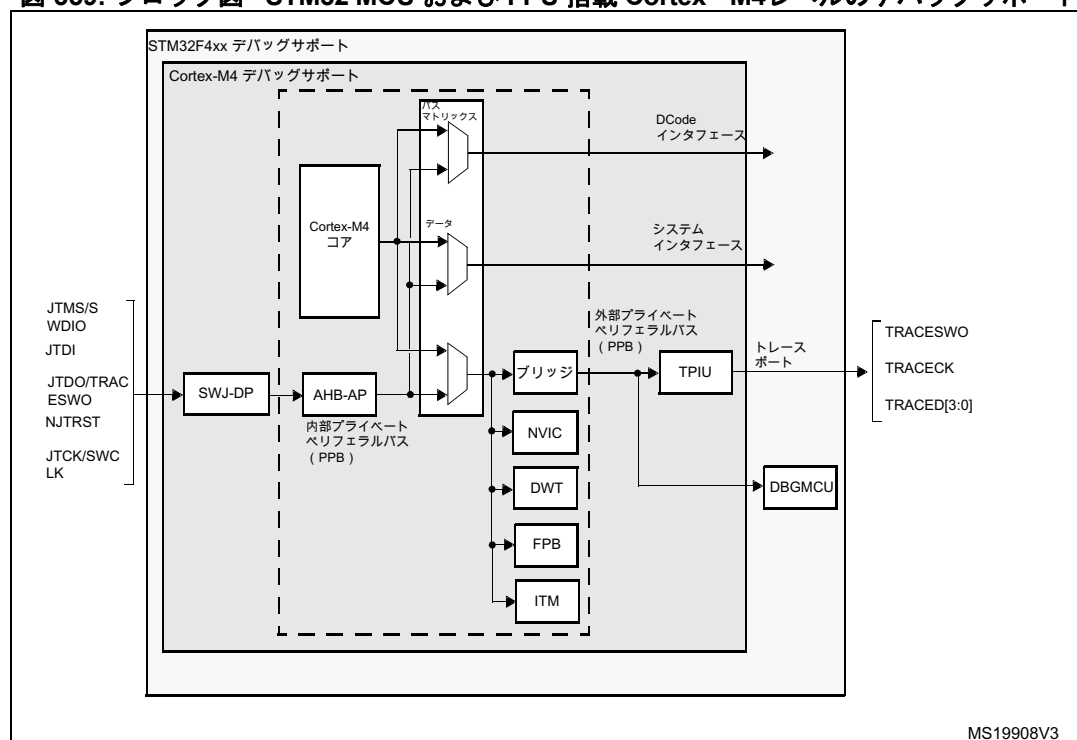 STM32F4xx デバッグサポート
Cortex-M4 デバッグサポート
バス
マトリックス
DCode
インタフェース
Cortex-M4
コア
データ
システム
インタフェース
JTMS/S
WDIO
JTDI
JTDO/TRAC
ESWO
NJTRST
JTCK/SWC
LK
SWJ-DP
AHB-AP
内部プライベート
ペリフェラルバス
（PPB）
外部プライベート
ペリフェラルバス
（PPB）
ブリッジ
NVIC
DWT
FPB
ITM
TPIU
トレース
ポート
DBGMCU
TRACESWO
TRACECK
TRACED[3:0]
MS19908V3